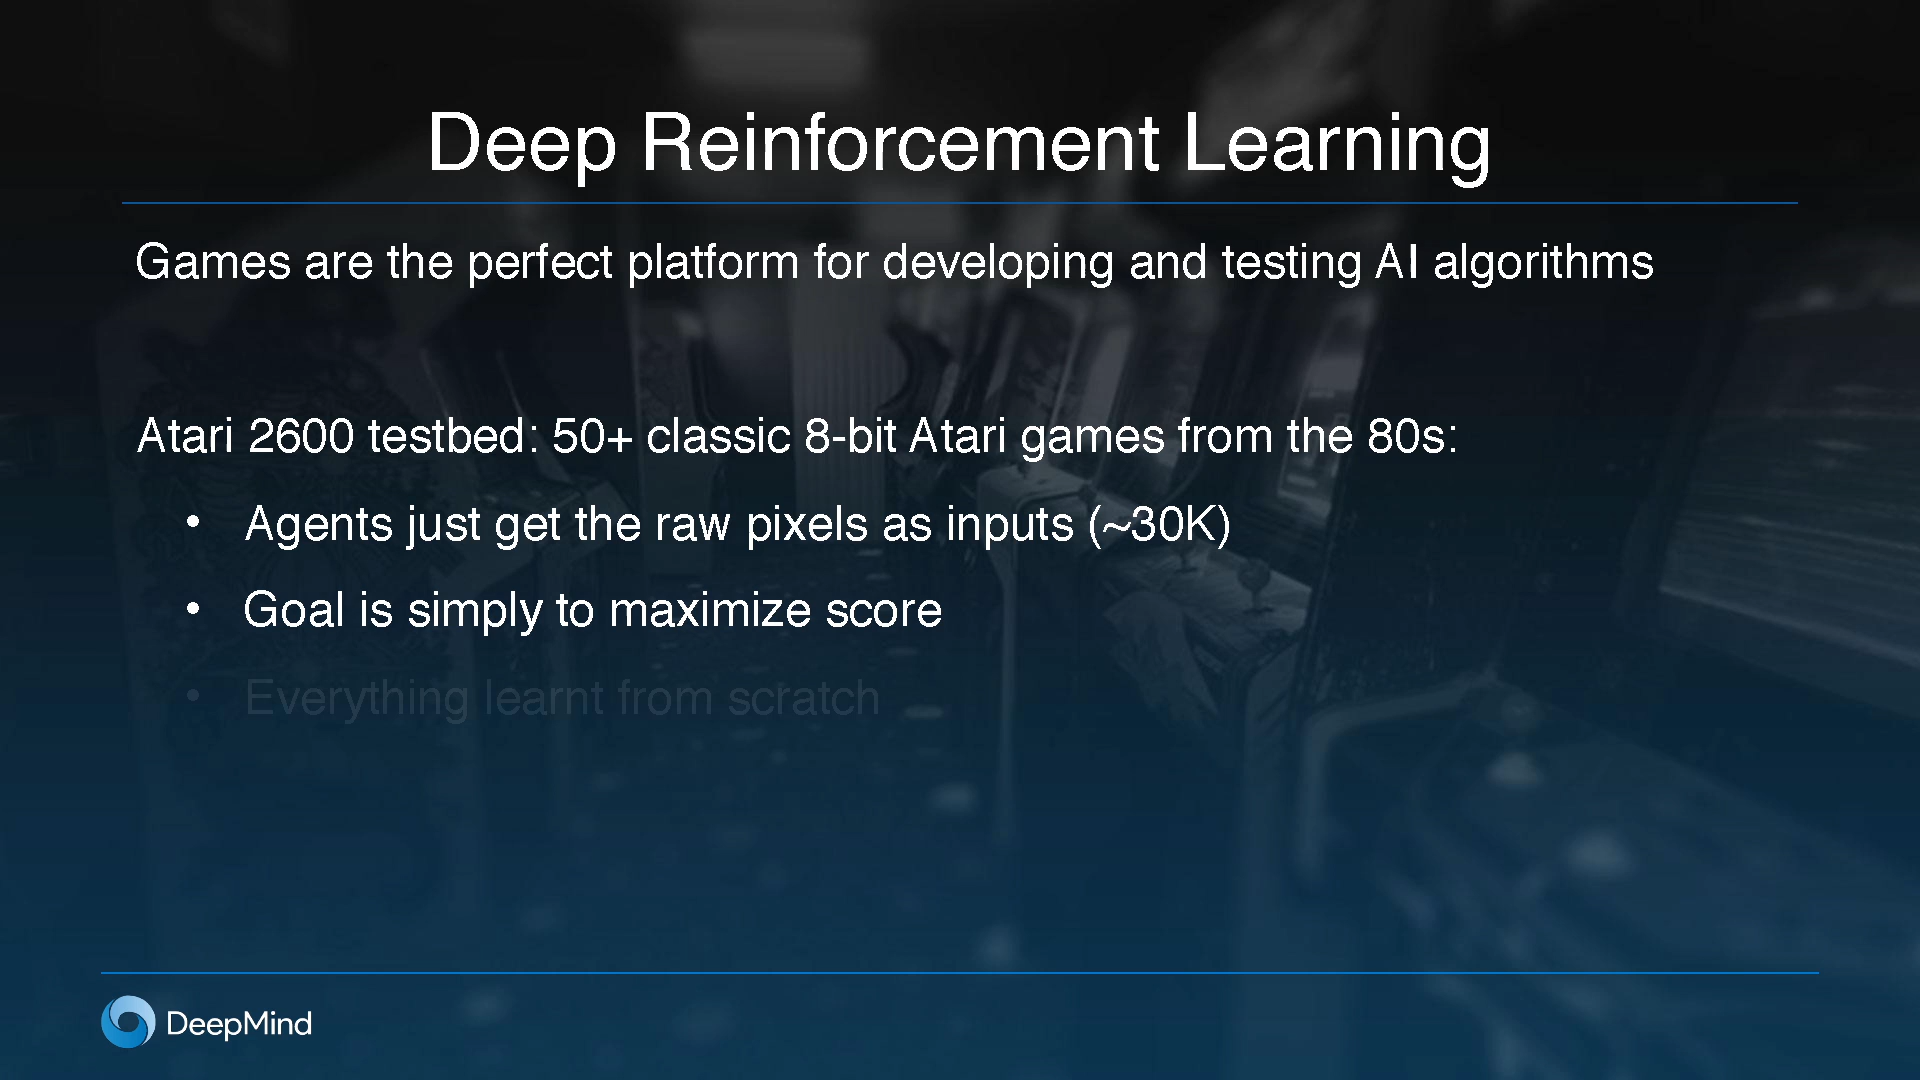 Deep Reinforcement Learning
Games are the perfect platform for developing and testing AI algorithms
Atari 2600 testbed: 50+ classic 8-bit Atari games from the 80s:
• Agents just get the raw pixels as inputs (~30K)
• Goal is simply to maximize score
• Everything learnt from scratch
DeepMind